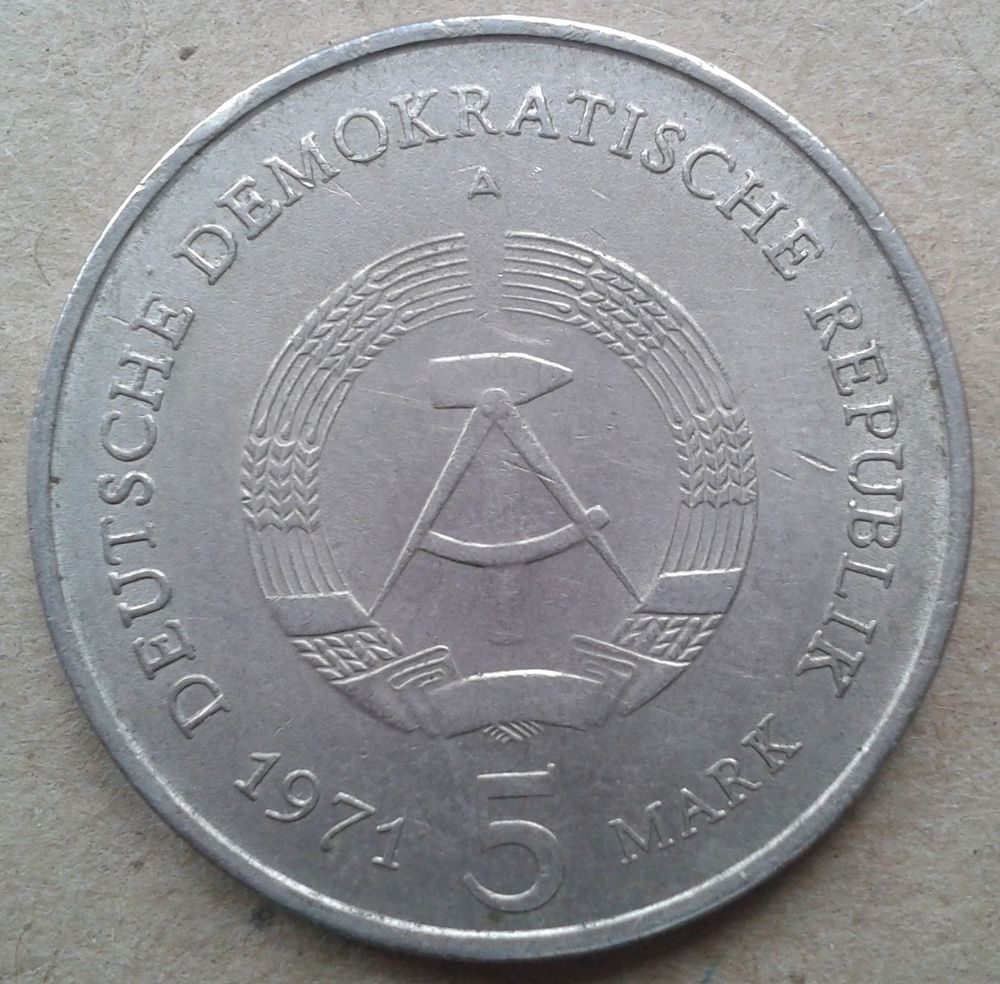 DEUTSCHE DEMOKRATISCHE REPUBLIK
A
1971 5 MARK